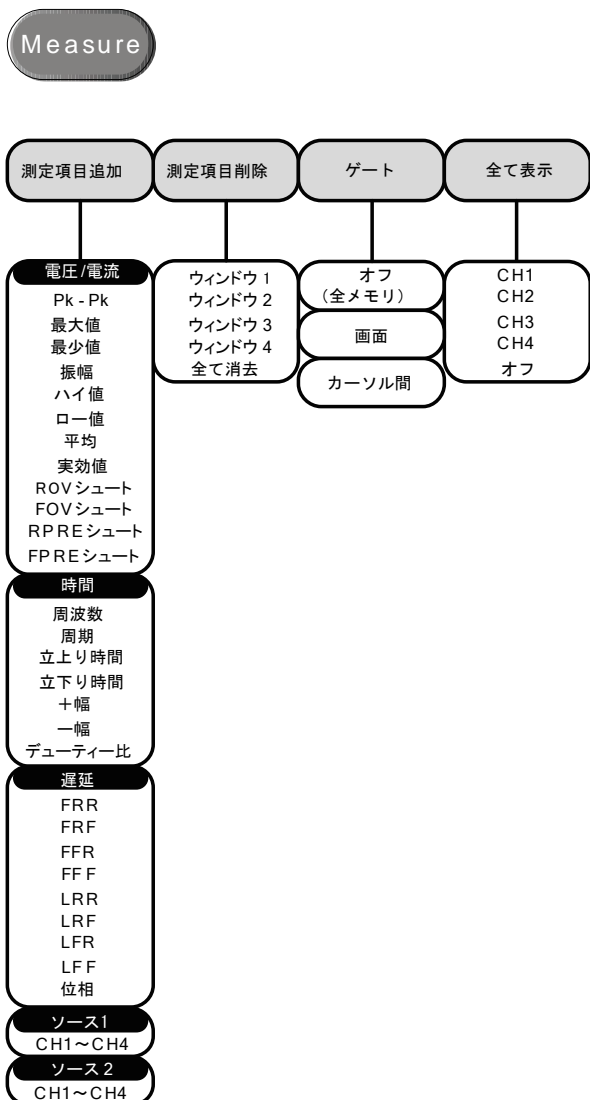 Measure
測定項目追加
測定項目削除
ゲート
全て表示
電圧/電流
Pk - Pk
最大値
最少値
振幅
ハイ値
ロー値
平均
実効値
ROVシュート
FOVシュート
RPREシュート
FPREシュート
時間
周波数
周期
立上り時間
立下り時間
＋幅
ー幅
デューティー比
遅延
FRR
FRF
FFR
FFF
LRR
LRF
LFR
LFF
位相
ソース1
CH1～CH4
ソース2
CH1～CH4
ウィンドウ1
ウィンドウ2
ウィンドウ3
ウィンドウ4
全て消去
オフ
（全メモリ）
画面
カーソル間
CH1
CH2
CH3
CH4
オフ